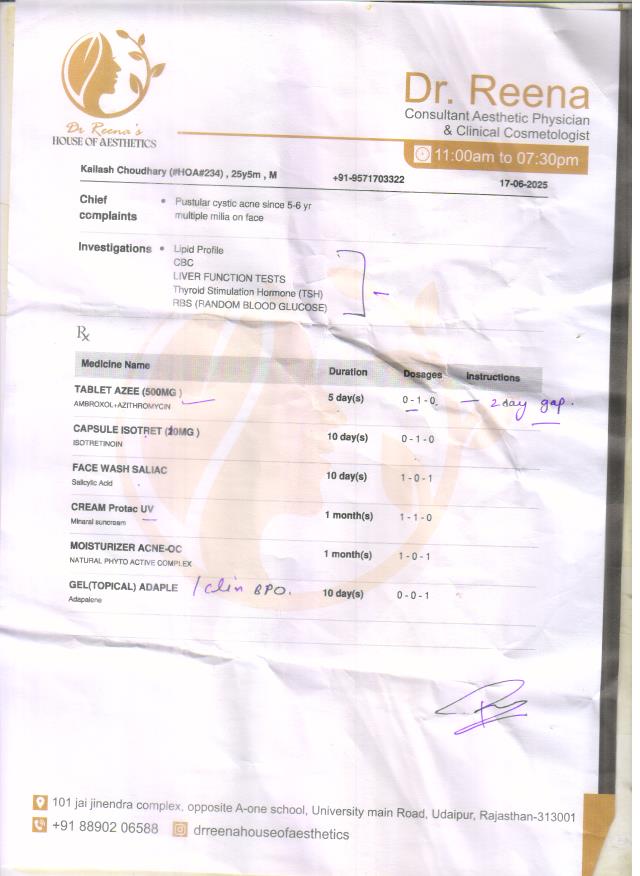 Dr Reena's
HOUSE OF AESTHETICS
Dr. Reena
Consultant Aesthetic Physician
& Clinical Cosmetologist
11:00am to 07:30pm
Kailash Choudhary (#HOA#234) , 25y5m , M +91-9571703322 17-06-2025
Chief complaints • Pustular cystic acne since 5-6 yr
multiple milia on face
Investigations • Lipid Profile
CBC
LIVER FUNCTION TESTS
Thyroid Stimulation Hormone (TSH)
RBS (RANDOM BLOOD GLUCOSE)
Rx
Medicine Name Duration Dosages Instructions
TABLET AZEE (500MG ) 5 day(s) 0 - 1 - 0 — 2 day gap.
AMBROXOL+AZITHROMYCIN
CAPSULE ISOTRET (20MG ) 10 day(s) 0 - 1 - 0
ISOTRETINOIN
FACE WASH SALIAC 10 day(s) 1 - 0 - 1
Salicylic Acid
CREAM Protac UV 1 month(s) 1 - 1 - 0
Minaral suncream
MOISTURIZER ACNE-OC 1 month(s) 1 - 0 - 1
NATURAL PHYTO ACTIVE COMPLEX
GEL(TOPICAL) ADAPLE / Clin BPO. 10 day(s) 0 - 0 - 1
Adapalene
101 jai jinendra complex, opposite A-one school, University main Road, Udaipur, Rajasthan-313001
+91 88902 06588 drreenahouseofaesthetics